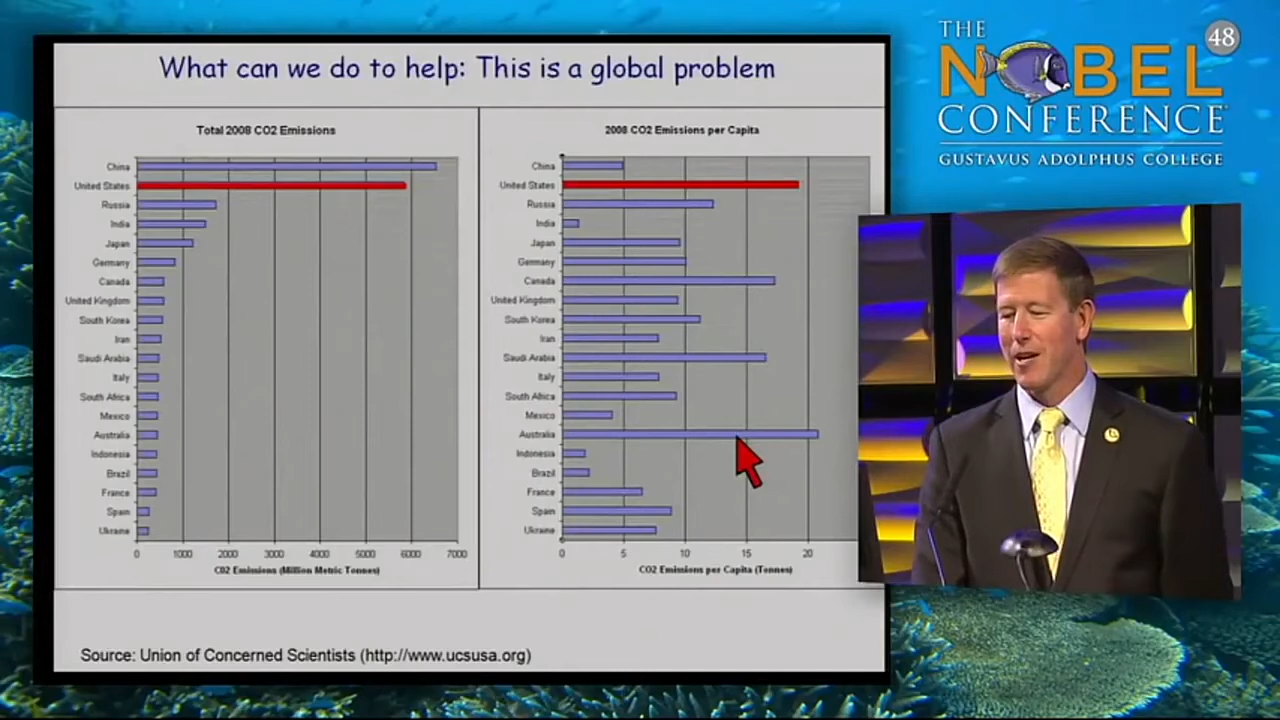 What can we do to help: This is a global problem
Total 2008 CO2 Emissions
China
United States
Russia
India
Japan
Germany
Canada
United Kingdom
South Korea
Iran
Saudi Arabia
Italy
South Africa
Mexico
Australia
Indonesia
Brazil
France
Spain
Ukraine
0 1000 2000 3000 4000 5000 6000 7000
C02 Emissions (Million Metric Tonnes)
2008 CO2 Emissions per Capita
China
United States
Russia
India
Japan
Germany
Canada
United Kingdom
South Korea
Iran
Saudi Arabia
Italy
South Africa
Mexico
Australia
Indonesia
Brazil
France
Spain
Ukraine
0 5 10 15 20
CO2 Emissions per Capita (Tonnes)
Source: Union of Concerned Scientists (http://www.ucsusa.org)
THE 48
NOBEL
CONFERENCE
GUSTAVUS ADOLPHUS COLLEGE